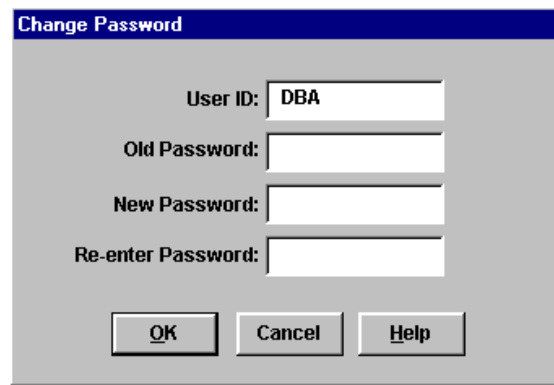 Change Password
User ID: DBA
Old Password:
New Password:
Re-enter Password:
OK Cancel Help